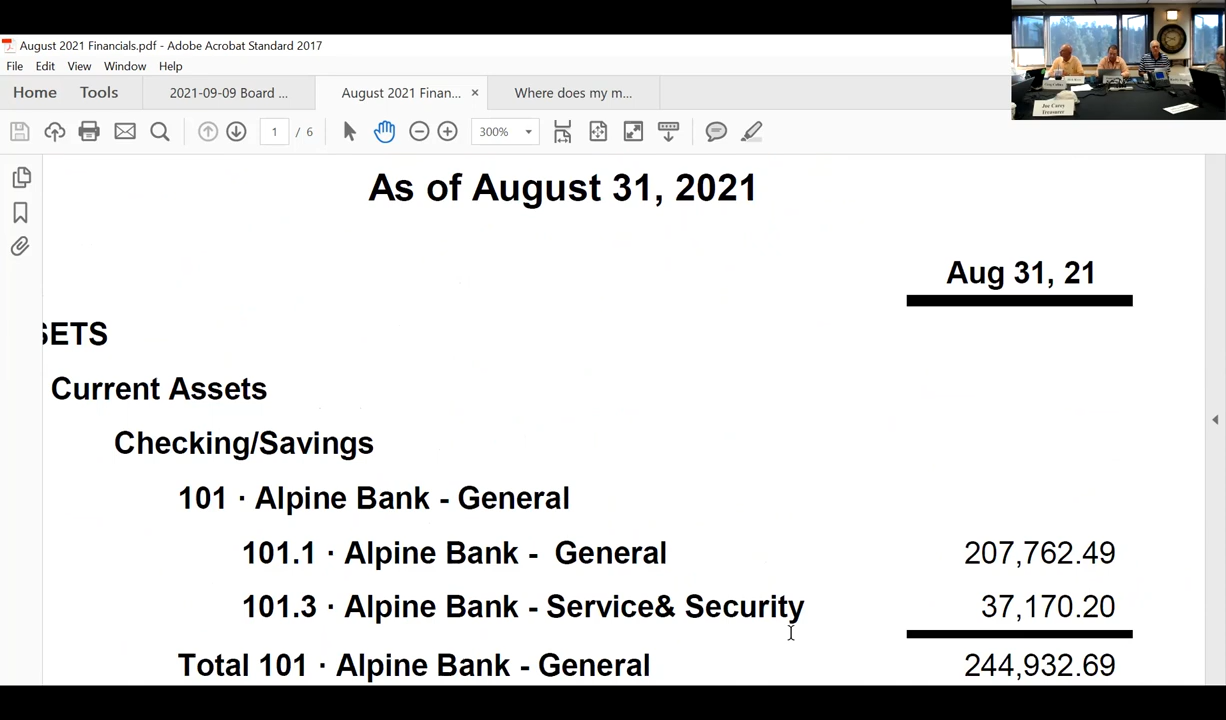 August 2021 Financials.pdf - Adobe Acrobat Standard 2017
File Edit View Window Help
Home Tools 2021-09-09 Board ... August 2021 Finan... × Where does my m...
1 / 6 300%
As of August 31, 2021
Aug 31, 21
SETS
Current Assets
Checking/Savings
101 · Alpine Bank - General
101.1 · Alpine Bank - General 207,762.49
101.3 · Alpine Bank - Service& Security 37,170.20
Total 101 · Alpine Bank - General 244,932.69
Joe Carey
Treasurer